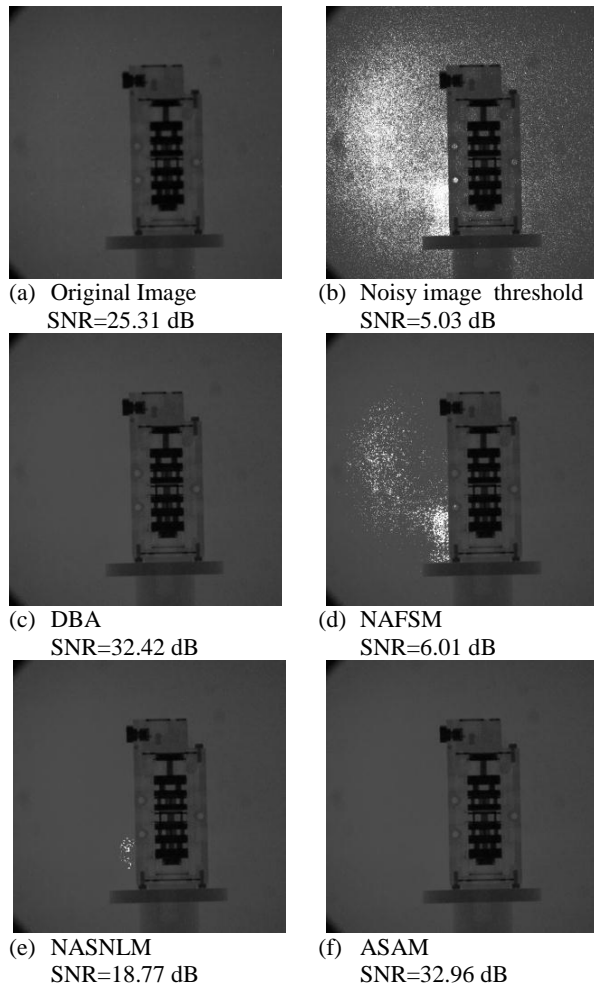 (a) Original Image
SNR=25.31 dB
(b) Noisy image threshold
SNR=5.03 dB
(c) DBA
SNR=32.42 dB
(d) NAFSM
SNR=6.01 dB
(e) NASNLM
SNR=18.77 dB
(f) ASAM
SNR=32.96 dB